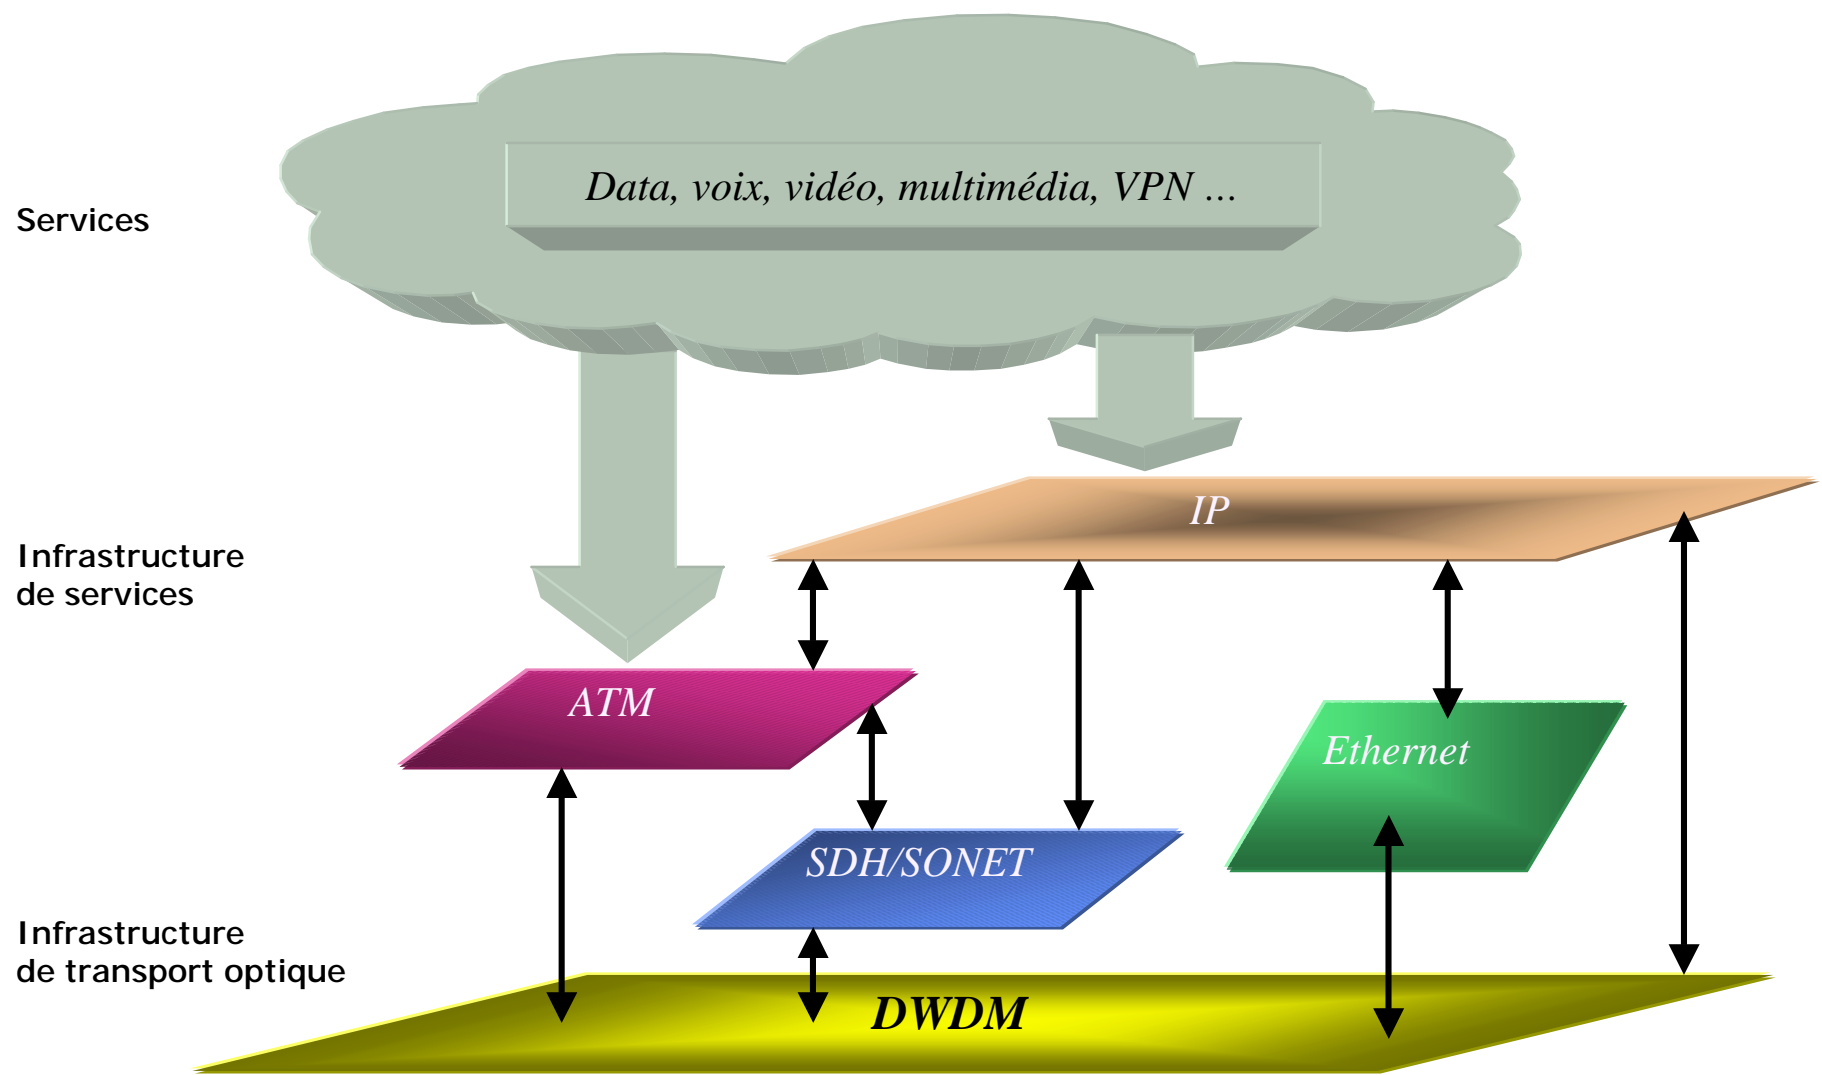 Data, voix, vidéo, multimédia, VPN ...
Services
IP
Infrastructure
de services
ATM
Ethernet
SDH/SONET
Infrastructure
de transport optique
DWDM